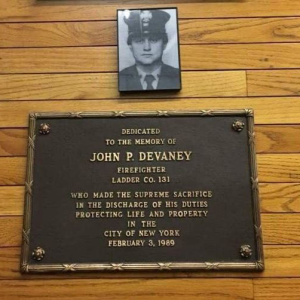 DEDICATED
TO THE MEMORY OF
JOHN P. DEVANEY
FIREFIGHTER
LADDER CO. 131
WHO MADE THE SUPREME SACRIFICE
IN THE DISCHARGE OF HIS DUTIES
PROTECTING LIFE AND PROPERTY
IN THE
CITY OF NEW YORK
FEBRUARY 3, 1989